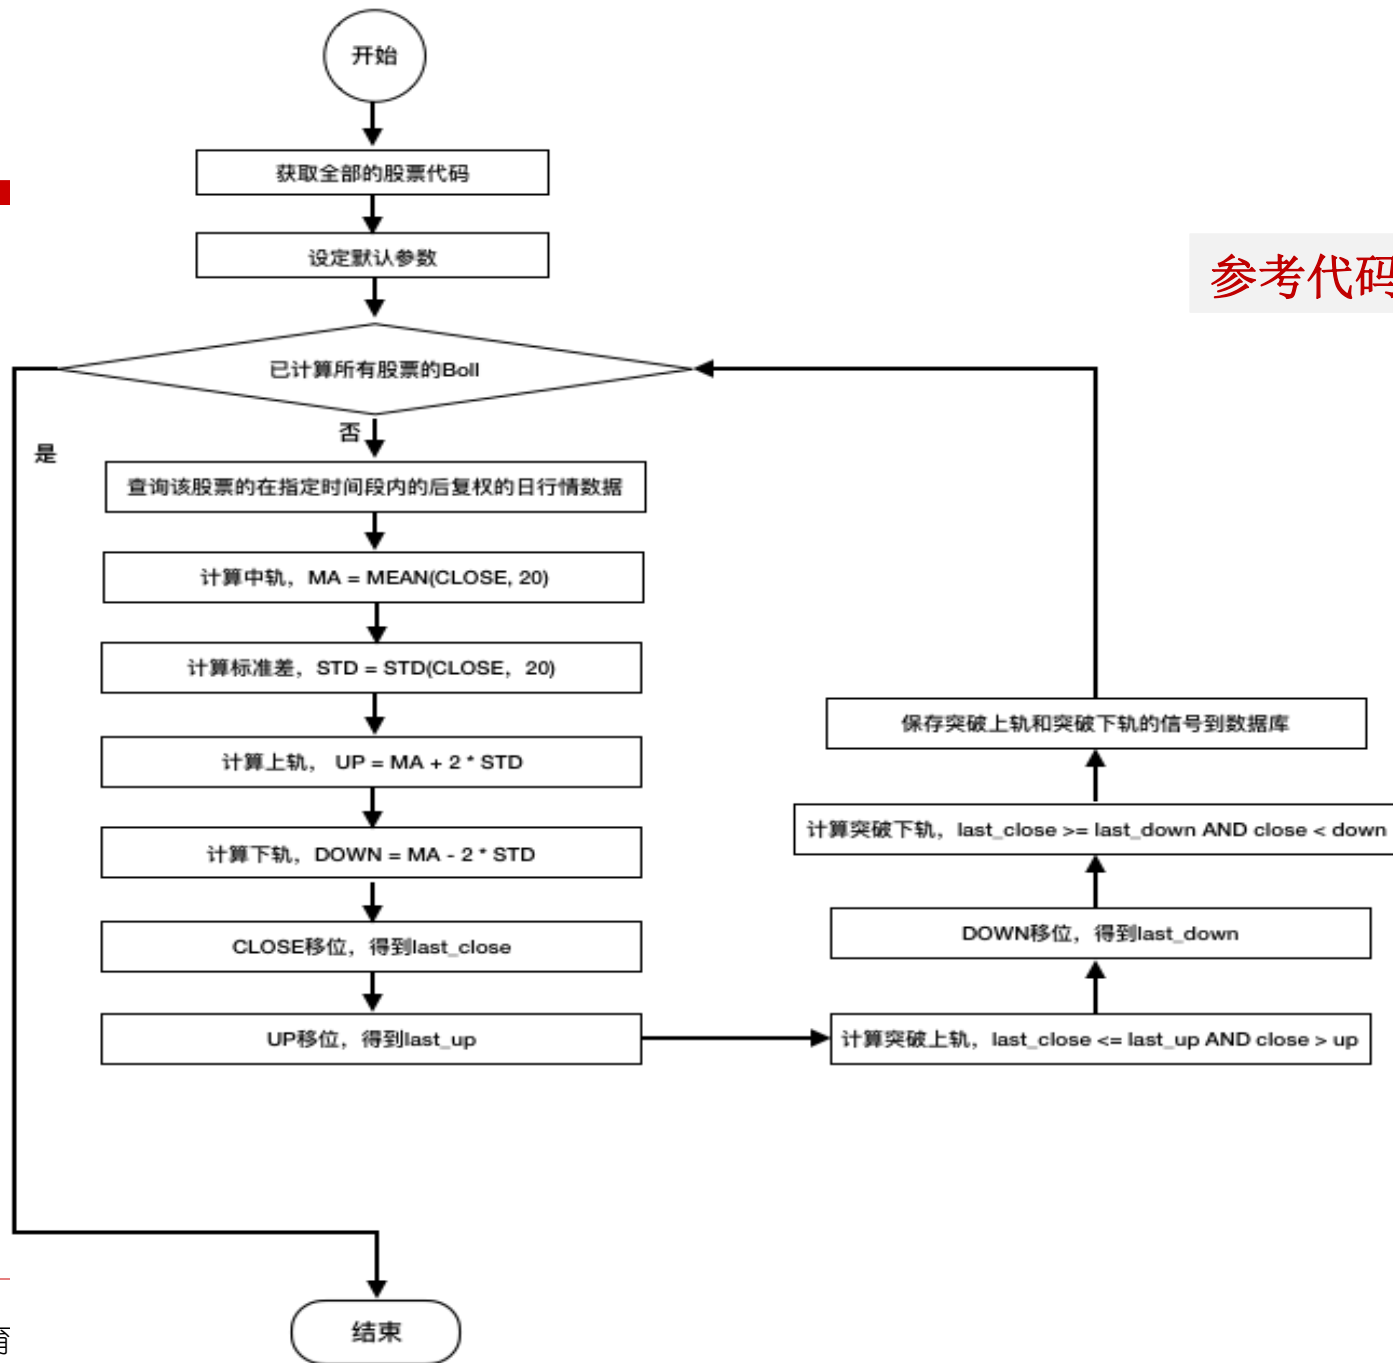 开始
获取全部的股票代码
设定默认参数
参考代码
已计算所有股票的Boll
否
是
查询该股票的在指定时间段内的后复权的日行情数据
计算中轨，MA = MEAN(CLOSE, 20)
计算标准差，STD = STD(CLOSE，20)
计算上轨， UP = MA + 2 * STD
计算下轨，DOWN = MA - 2 * STD
CLOSE移位，得到last_close
UP移位，得到last_up
计算突破上轨，last_close <= last_up AND close > up
DOWN移位，得到last_down
计算突破下轨，last_close >= last_down AND close < down
保存突破上轨和突破下轨的信号到数据库
结束